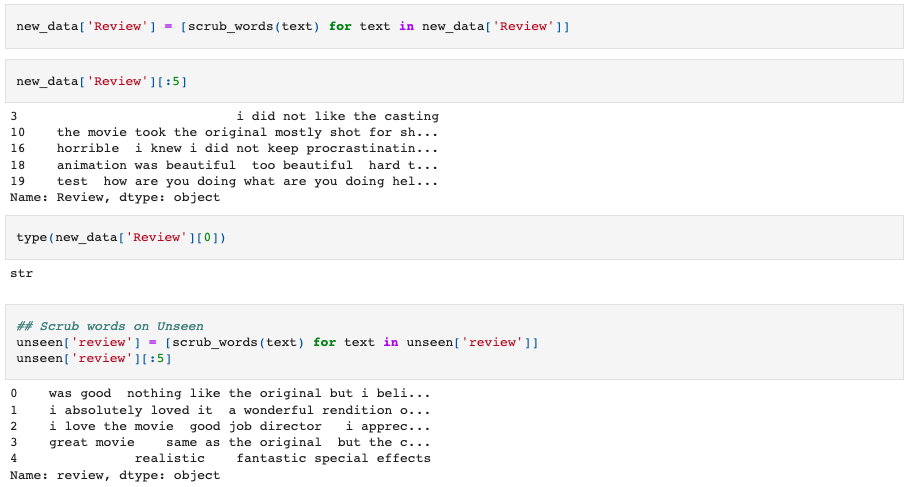 new_data['Review'] = [scrub_words(text) for text in new_data['Review']]
new_data['Review'][:5]
3                            i did not like the casting
10    the movie took the original mostly shot for sh...
16    horrible  i knew i did not keep procrastinatin...
18    animation was beautiful  too beautiful  hard t...
19    test  how are you doing what are you doing hel...
Name: Review, dtype: object
type(new_data['Review'][0])
str
## Scrub words on Unseen
unseen['review'] = [scrub_words(text) for text in unseen['review']]
unseen['review'][:5]
0    was good  nothing like the original but i beli...
1    i absolutely loved it  a wonderful rendition o...
2    i love the movie  good job director   i apprec...
3    great movie    same as the original  but the c...
4               realistic    fantastic special effects
Name: review, dtype: object